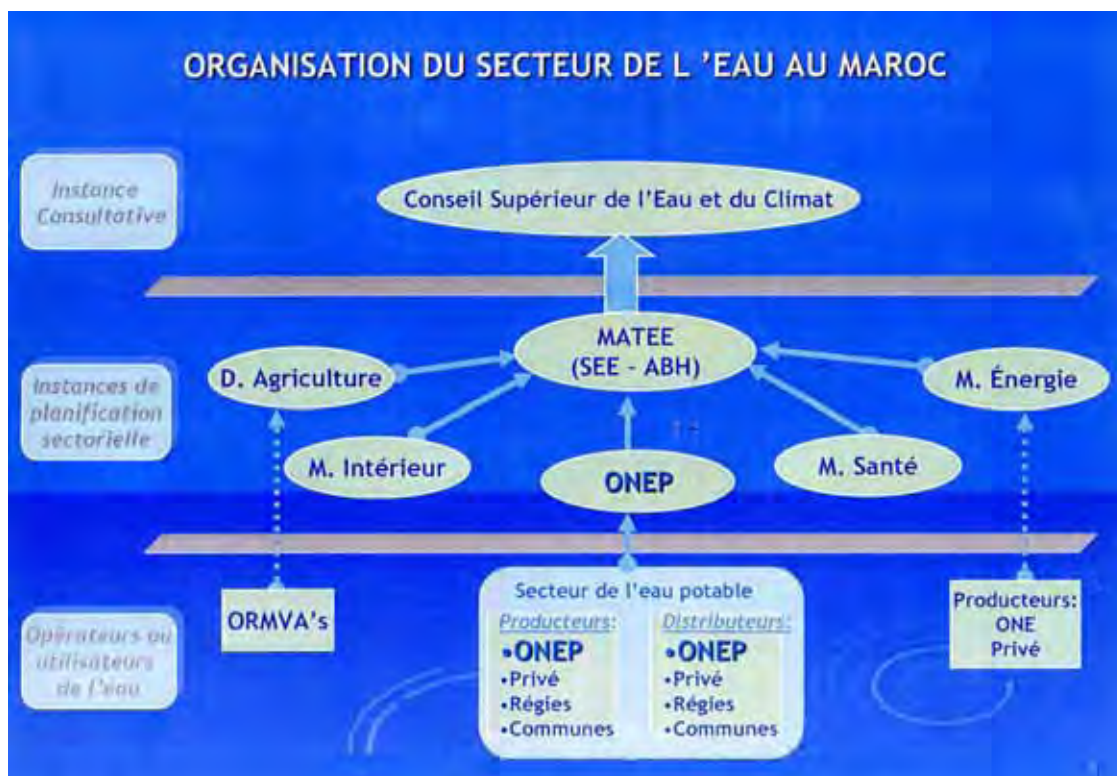 ORGANISATION DU SECTEUR DE L 'EAU AU MAROC
Instance
Consultative
Conseil Supérieur de l'Eau et du Climat
Instances de
planification
sectorielle
D. Agriculture
MATEE
(SEE - ABH)
M. Énergie
M. Intérieur
ONEP
M. Santé
Opérateurs ou
utilisateurs
de l'eau
ORMVA's
Secteur de l'eau potable
Producteurs:
•ONEP
•Privé
•Régies
•Communes
Distributeurs:
•ONEP
•Privé
•Régies
•Communes
Producteurs:
ONE
Privé